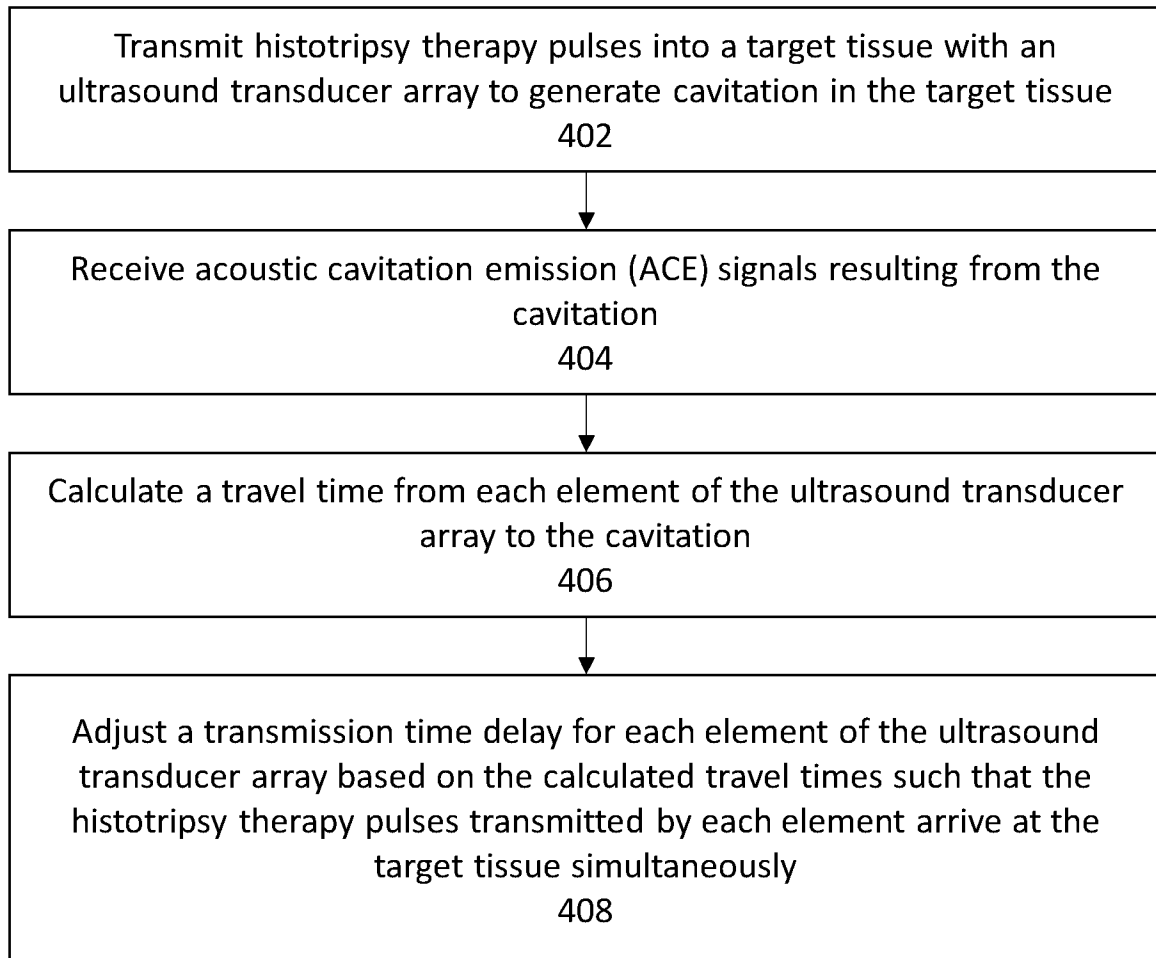 Transmit histotripsy therapy pulses into a target tissue with an
ultrasound transducer array to generate cavitation in the target tissue
402
Receive acoustic cavitation emission (ACE) signals resulting from the
cavitation
404
Calculate a travel time from each element of the ultrasound transducer
array to the cavitation
406
Adjust a transmission time delay for each element of the ultrasound
transducer array based on the calculated travel times such that the
histotripsy therapy pulses transmitted by each element arrive at the
target tissue simultaneously
408